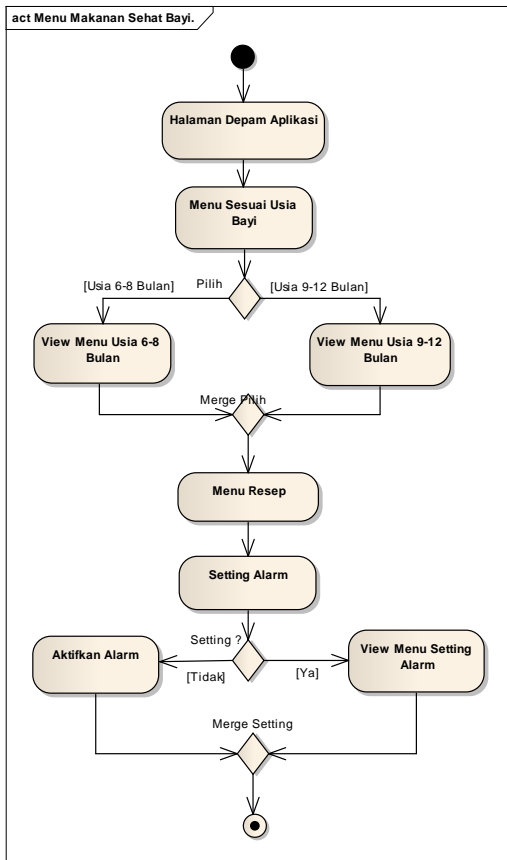 act Menu Makanan Sehat Bayi.
Halaman Depam Aplikasi
Menu Sesuai Usia
Bayi
Pilih
[Usia 6-8 Bulan]
[Usia 9-12 Bulan]
View Menu Usia 6-8
Bulan
View Menu Usia 9-12
Bulan
Merge Pilih
Menu Resep
Setting Alarm
Setting ?
[Tidak]
[Ya]
Aktifkan Alarm
View Menu Setting
Alarm
Merge Setting